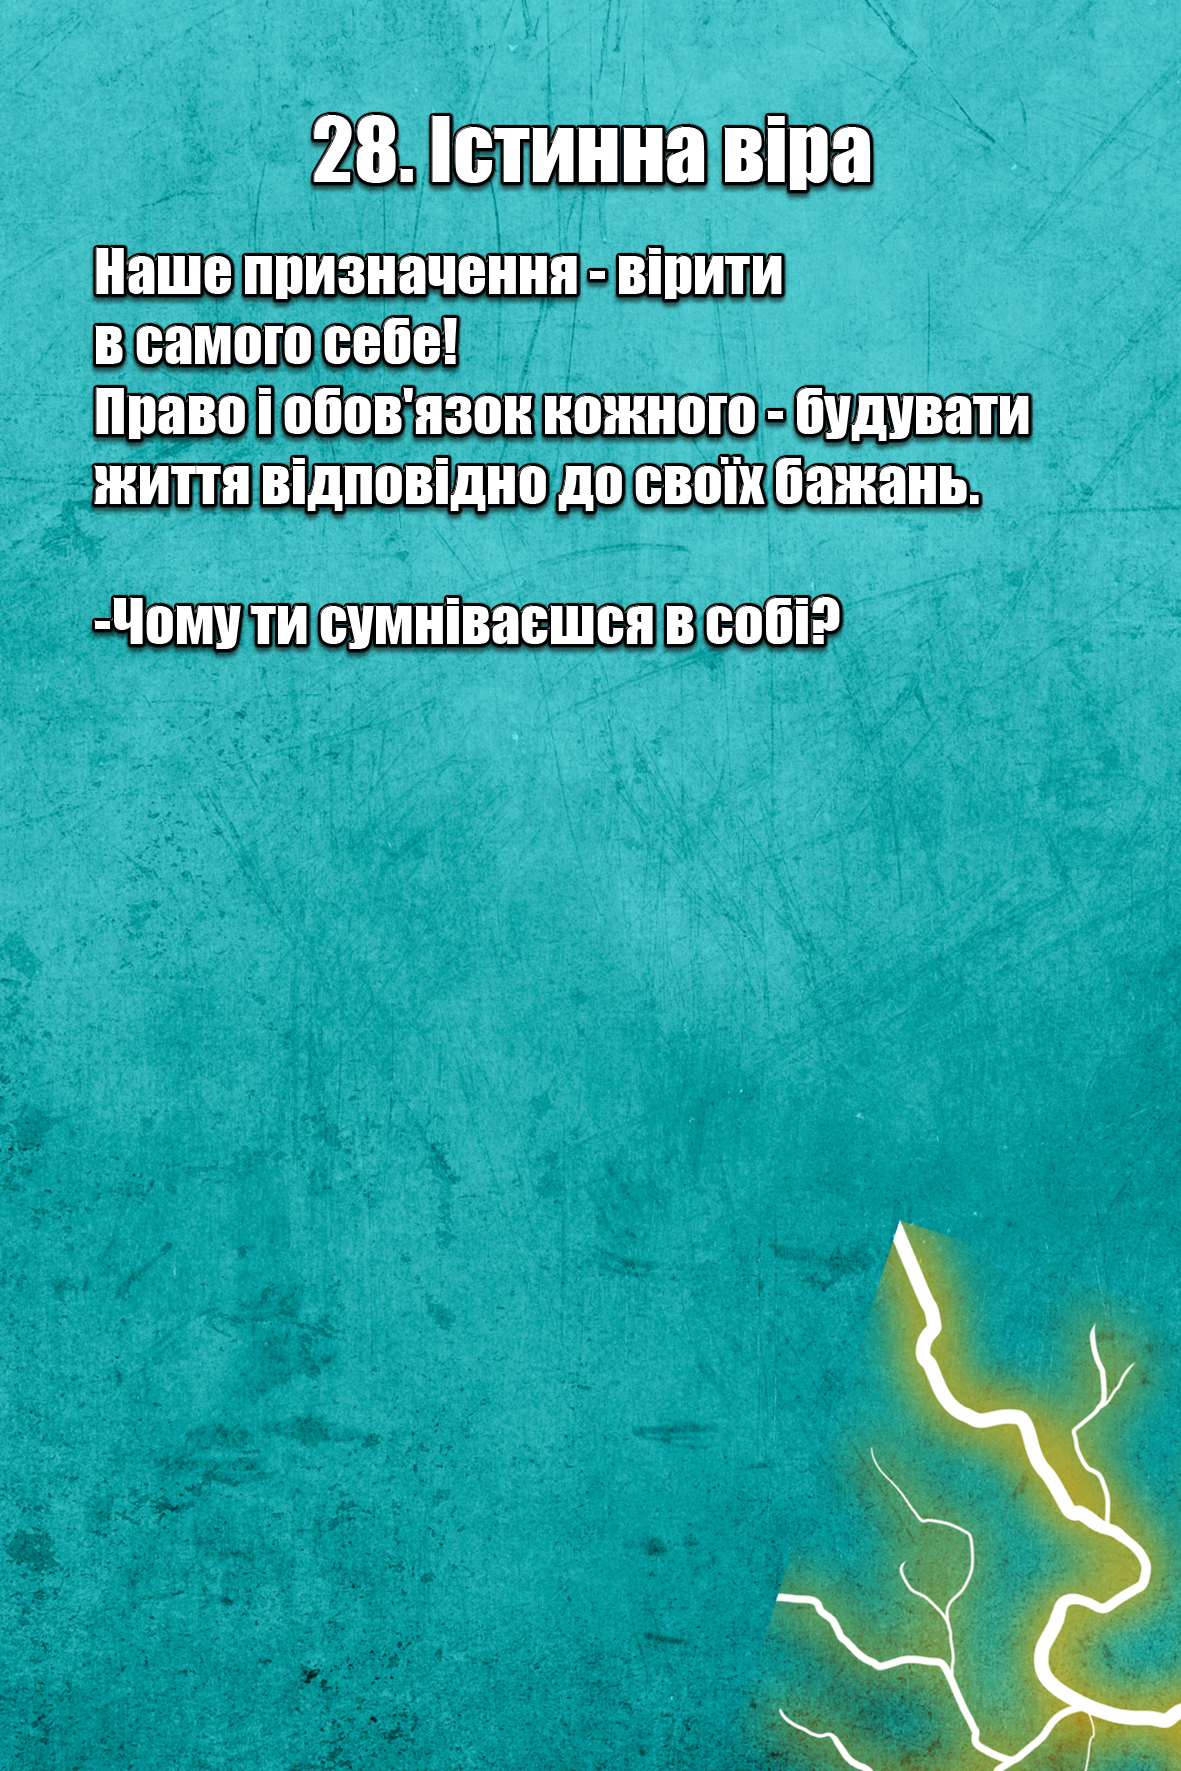 28. Істинна віра
Наше призначення - вірити
в самого себе!
Право і обов'язок кожного - будувати
життя відповідно до своїх бажань.
-Чому ти сумніваєшся в собі?